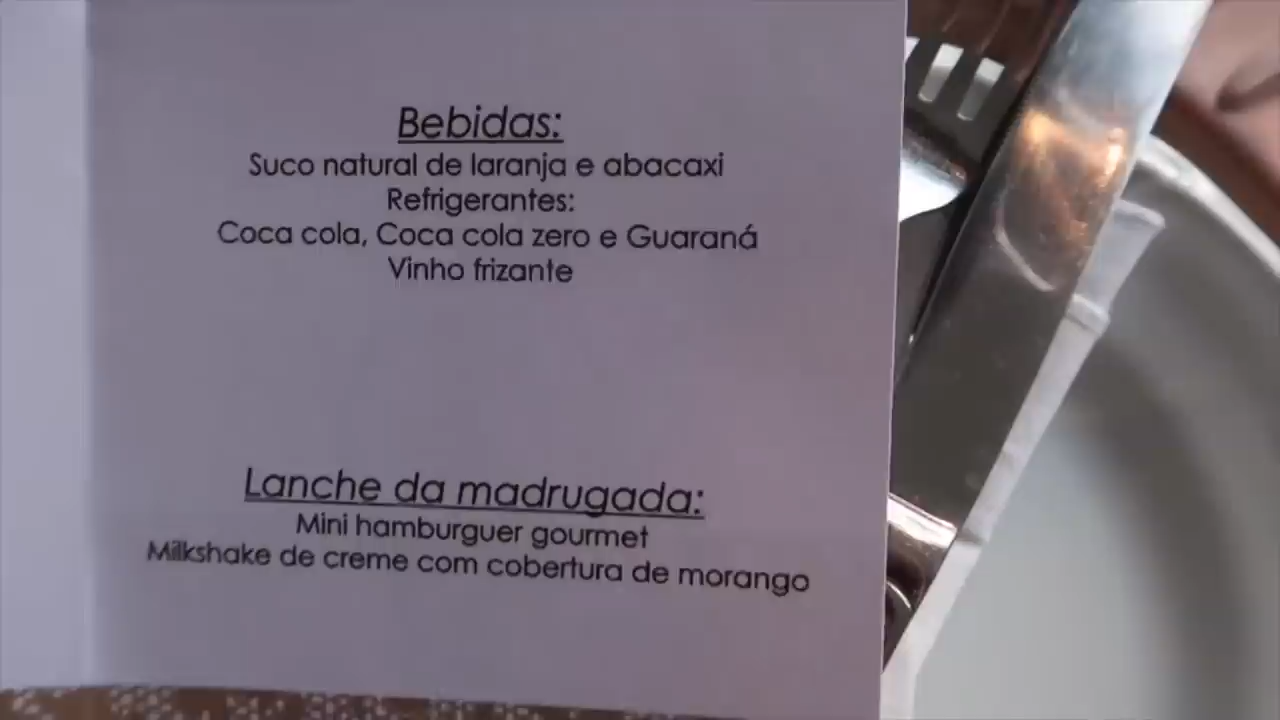 Bebidas:
Suco natural de laranja e abacaxi
Refrigerantes:
Coca cola, Coca cola zero e Guaraná
Vinho frizante
Lanche da madrugada:
Mini hamburguer gourmet
Milkshake de creme com cobertura de morango